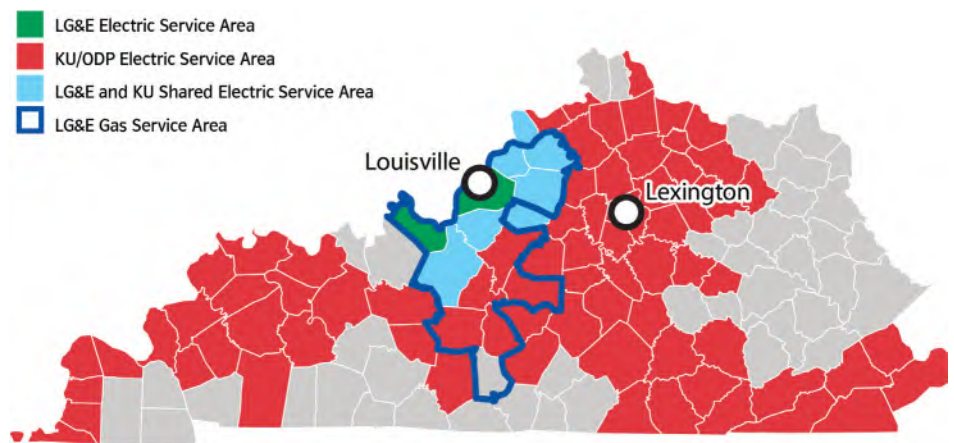 LG&E Electric Service Area
KU/ODP Electric Service Area
LG&E and KU Shared Electric Service Area
LG&E Gas Service Area
Louisville
Lexington